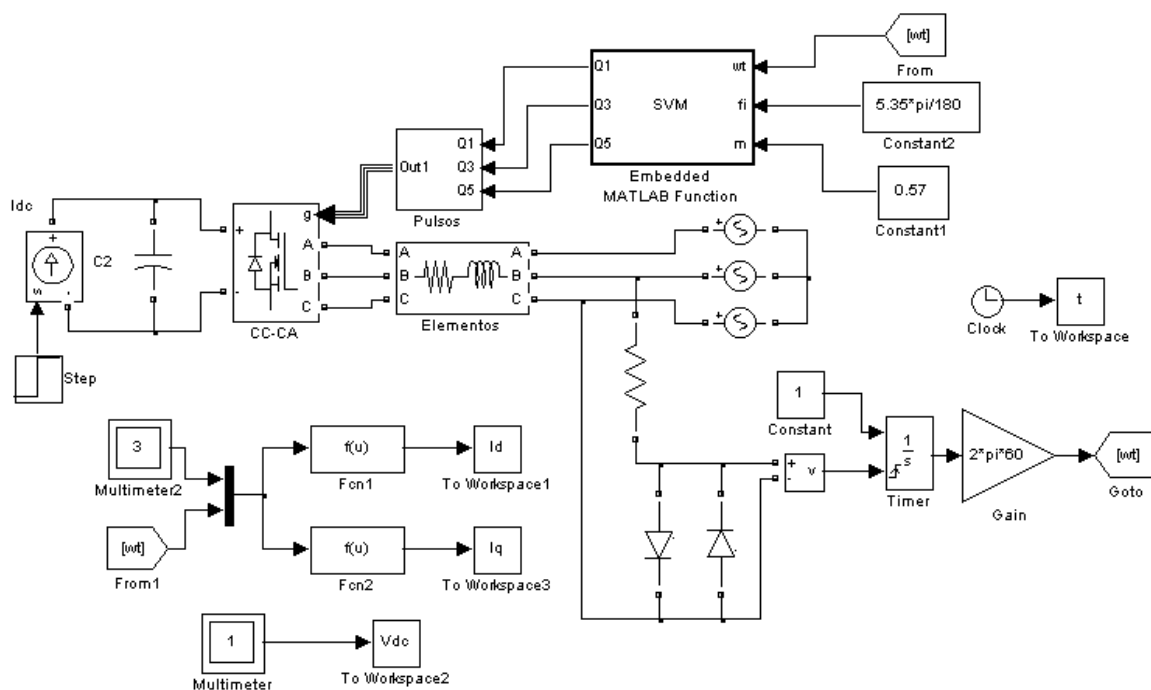 [wt]
From
Q1
wt
Q3
SVM
fi
5.35*pi/180
Constant2
Q5
m
Embedded
MATLAB Function
0.57
Constant1
Q1
Out1
Q3
Q5
Pulsos
Idc
+
s
-
C2
+
-
g
A
B
C
CC-CA
A
B
C
A
B
C
Elementos
+
+
+
Step
Clock
t
To Workspace
1
Constant
+
-
v
1
s
Timer
2*pi*60
Gain
[wt]
Goto
3
Multimeter2
f(u)
Fcn1
Id
To Workspace1
[wt]
From1
f(u)
Fcn2
Iq
To Workspace3
1
Multimeter
Vdc
To Workspace2